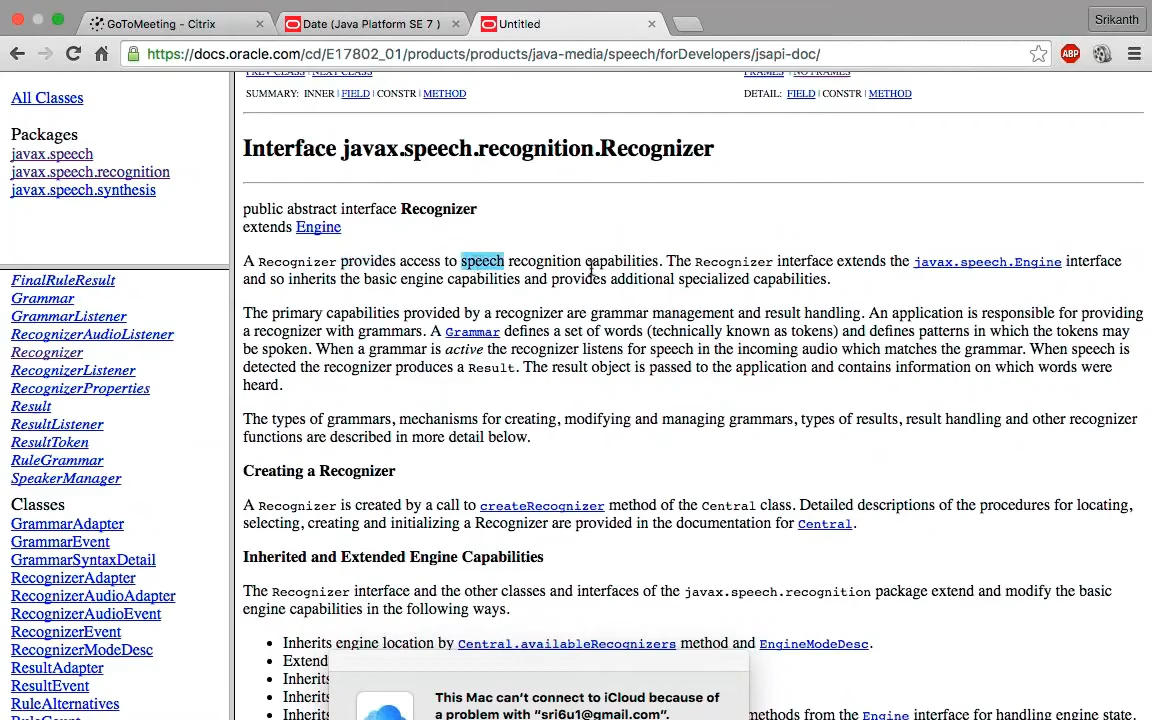 GoToMeeting - Citrix
Date (Java Platform SE 7 )
Untitled
Srikanth
https://docs.oracle.com/cd/E17802_01/products/products/java-media/speech/forDevelopers/jsapi-doc/
ABP
All Classes
Packages
javax.speech
javax.speech.recognition
javax.speech.synthesis
FinalRuleResult
Grammar
GrammarListener
RecognizerAudioListener
Recognizer
RecognizerListener
RecognizerProperties
Result
ResultListener
ResultToken
RuleGrammar
SpeakerManager
Classes
GrammarAdapter
GrammarEvent
GrammarSyntaxDetail
RecognizerAdapter
RecognizerAudioAdapter
RecognizerAudioEvent
RecognizerEvent
RecognizerModeDesc
ResultAdapter
ResultEvent
RuleAlternatives
RuleCount
PREV CLASS | NEXT CLASS
FRAMES | NO FRAMES
SUMMARY: INNER | FIELD | CONSTR | METHOD
DETAIL: FIELD | CONSTR | METHOD
Interface javax.speech.recognition.Recognizer
public abstract interface Recognizer
extends Engine
A Recognizer provides access to speech recognition capabilities. The Recognizer interface extends the javax.speech.Engine interface
and so inherits the basic engine capabilities and provides additional specialized capabilities.
The primary capabilities provided by a recognizer are grammar management and result handling. An application is responsible for providing
a recognizer with grammars. A Grammar defines a set of words (technically known as tokens) and defines patterns in which the tokens may
be spoken. When a grammar is active the recognizer listens for speech in the incoming audio which matches the grammar. When speech is
detected the recognizer produces a Result. The result object is passed to the application and contains information on which words were
heard.
The types of grammars, mechanisms for creating, modifying and managing grammars, types of results, result handling and other recognizer
functions are described in more detail below.
Creating a Recognizer
A Recognizer is created by a call to createRecognizer method of the Central class. Detailed descriptions of the procedures for locating,
selecting, creating and initializing a Recognizer are provided in the documentation for Central.
Inherited and Extended Engine Capabilities
The Recognizer interface and the other classes and interfaces of the javax.speech.recognition package extend and modify the basic
engine capabilities in the following ways.
Inherits engine location by Central.availableRecognizers method and EngineModeDesc.
Extend
Inherits
Inherits
Inherits
methods from the Engine interface for handling engine state.
This Mac can't connect to iCloud because of
a problem with "sri6u1@gmail.com".